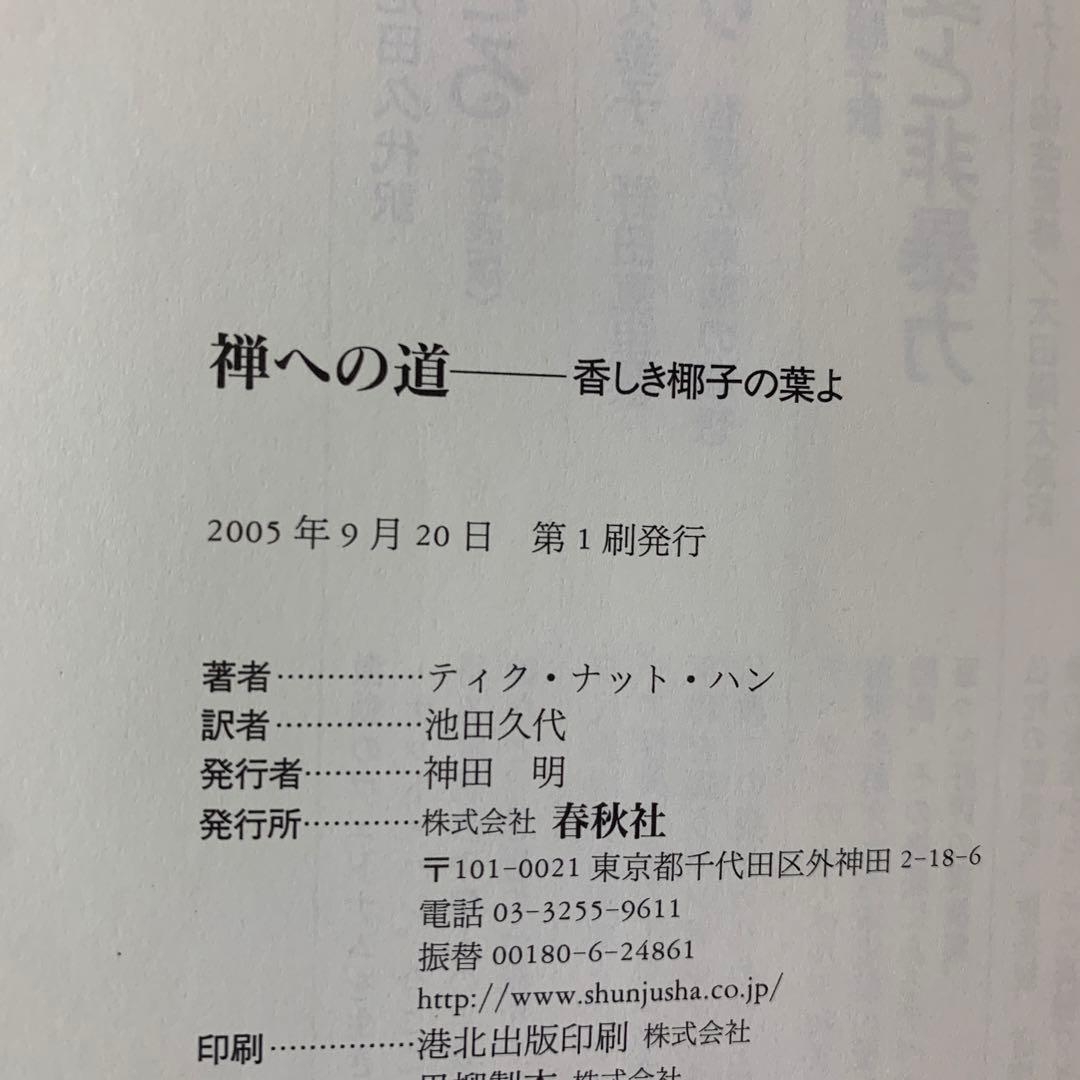 禅への道――香しき椰子の葉よ
2005年9月20日　第1刷発行
著者……………ティク・ナット・ハン
訳者……………池田久代
発行者…………神田　明
発行所…………株式会社 春秋社
〒101-0021 東京都千代田区外神田 2-18-6
電話 03-3255-9611
振替 00180-6-24861
http://www.shunjusha.co.jp/
印刷……………港北出版印刷 株式会社